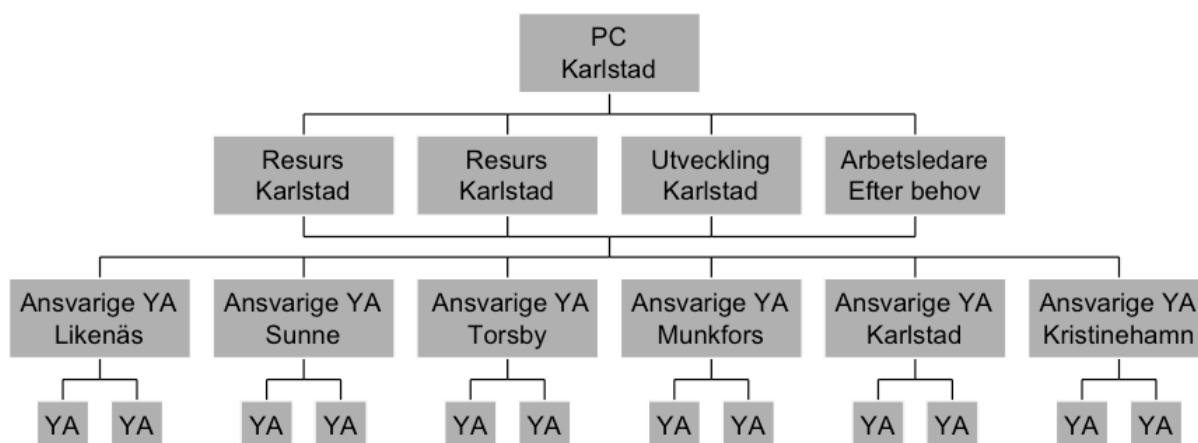 PC
Karlstad
Resurs
Karlstad
Resurs
Karlstad
Utveckling
Karlstad
Arbetsledare
Efter behov
Ansvarige YA
Likenäs
Ansvarige YA
Sunne
Ansvarige YA
Torsby
Ansvarige YA
Munkfors
Ansvarige YA
Karlstad
Ansvarige YA
Kristinehamn
YA
YA
YA
YA
YA
YA
YA
YA
YA
YA
YA
YA